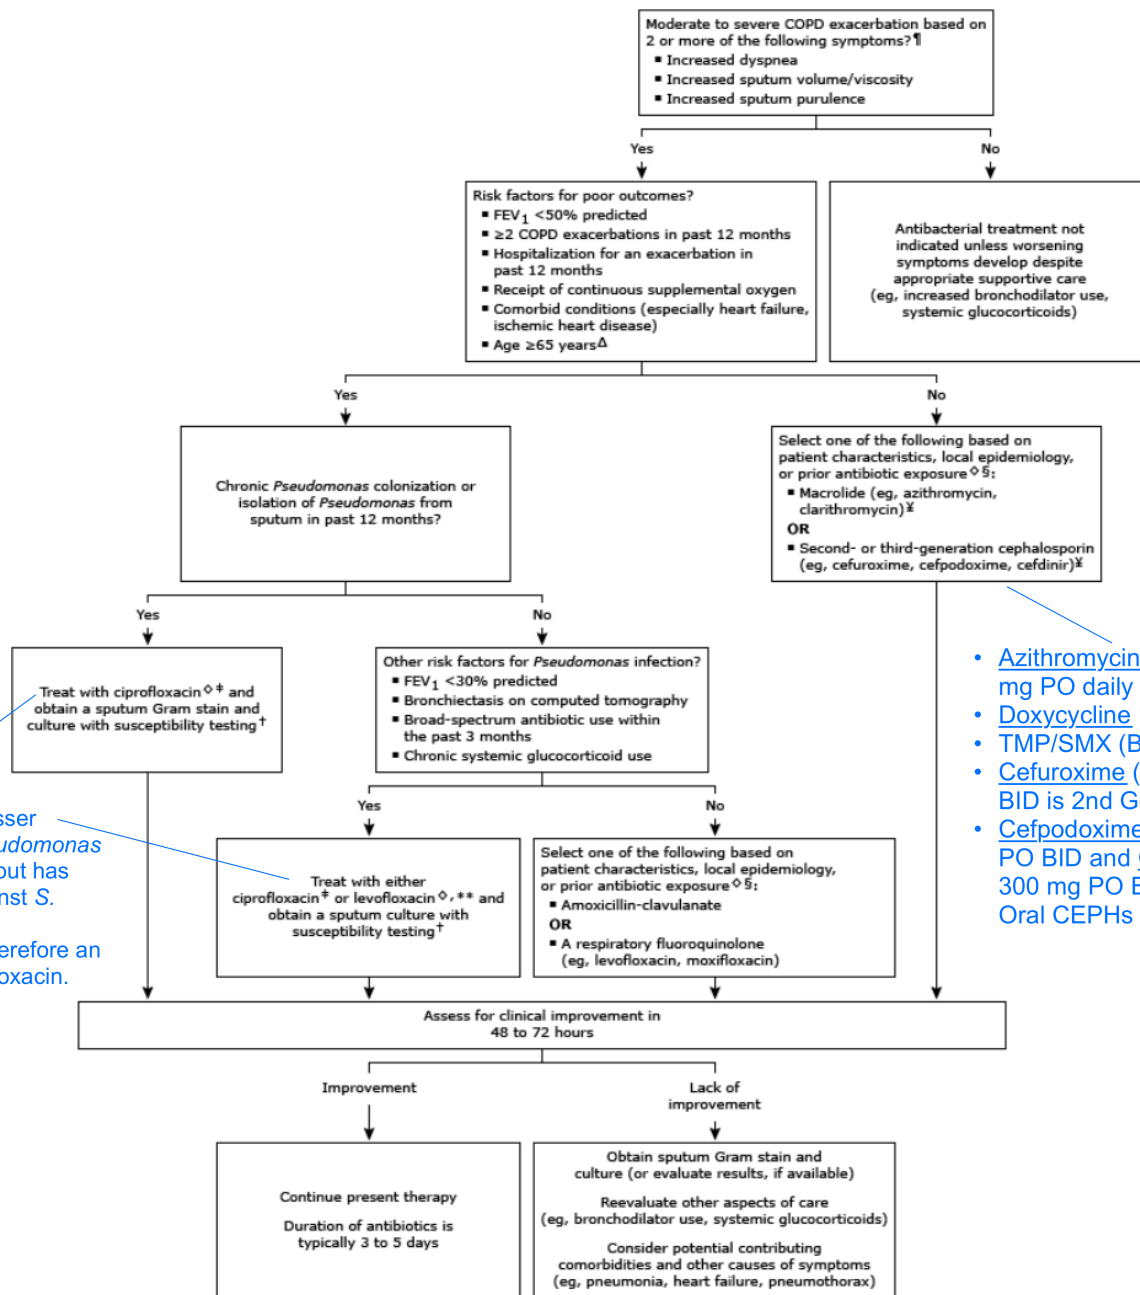 Moderate to severe COPD exacerbation based on
2 or more of the following symptoms?¶
▪ Increased dyspnea
▪ Increased sputum volume/viscosity
▪ Increased sputum purulence
Yes
No
Risk factors for poor outcomes?
▪ FEV1 <50% predicted
▪ ≥2 COPD exacerbations in past 12 months
▪ Hospitalization for an exacerbation in
past 12 months
▪ Receipt of continuous supplemental oxygen
▪ Comorbid conditions (especially heart failure,
ischemic heart disease)
▪ Age ≥65 yearsΔ
Antibacterial treatment not
indicated unless worsening
symptoms develop despite
appropriate supportive care
(eg, increased bronchodilator use,
systemic glucocorticoids)
Yes
No
Chronic Pseudomonas colonization or
isolation of Pseudomonas from
sputum in past 12 months?
Select one of the following based on
patient characteristics, local epidemiology,
or prior antibiotic exposure◇§:
▪ Macrolide (eg, azithromycin,
clarithromycin)¥
OR
▪ Second- or third-generation cephalosporin
(eg, cefuroxime, cefpodoxime, cefdinir)¥
Yes
No
Treat with ciprofloxacin◇‡ and
obtain a sputum Gram stain and
culture with susceptibility testing†
Other risk factors for Pseudomonas infection?
▪ FEV1 <30% predicted
▪ Bronchiectasis on computed tomography
▪ Broad-spectrum antibiotic use within
the past 3 months
▪ Chronic systemic glucocorticoid use
• Azithromycin
mg PO daily
• Doxycycline
• TMP/SMX (B
• Cefuroxime (
BID is 2nd G
• Cefpodoxime
PO BID and
300 mg PO B
Oral CEPHs
Yes
No
sser
udomonas
but has
inst S.
erefore an
loxacin.
Treat with either
ciprofloxacin‡ or levofloxacin◇,** and
obtain a sputum culture with
susceptibility testing†
Select one of the following based on
patient characteristics, local epidemiology,
or prior antibiotic exposure◇§:
▪ Amoxicillin-clavulanate
OR
▪ A respiratory fluoroquinolone
(eg, levofloxacin, moxifloxacin)
Assess for clinical improvement in
48 to 72 hours
Improvement
Lack of
improvement
Continue present therapy
Duration of antibiotics is
typically 3 to 5 days
Obtain sputum Gram stain and
culture (or evaluate results, if available)
Reevaluate other aspects of care
(eg, bronchodilator use, systemic glucocorticoids)
Consider potential contributing
comorbidities and other causes of symptoms
(eg, pneumonia, heart failure, pneumothorax)